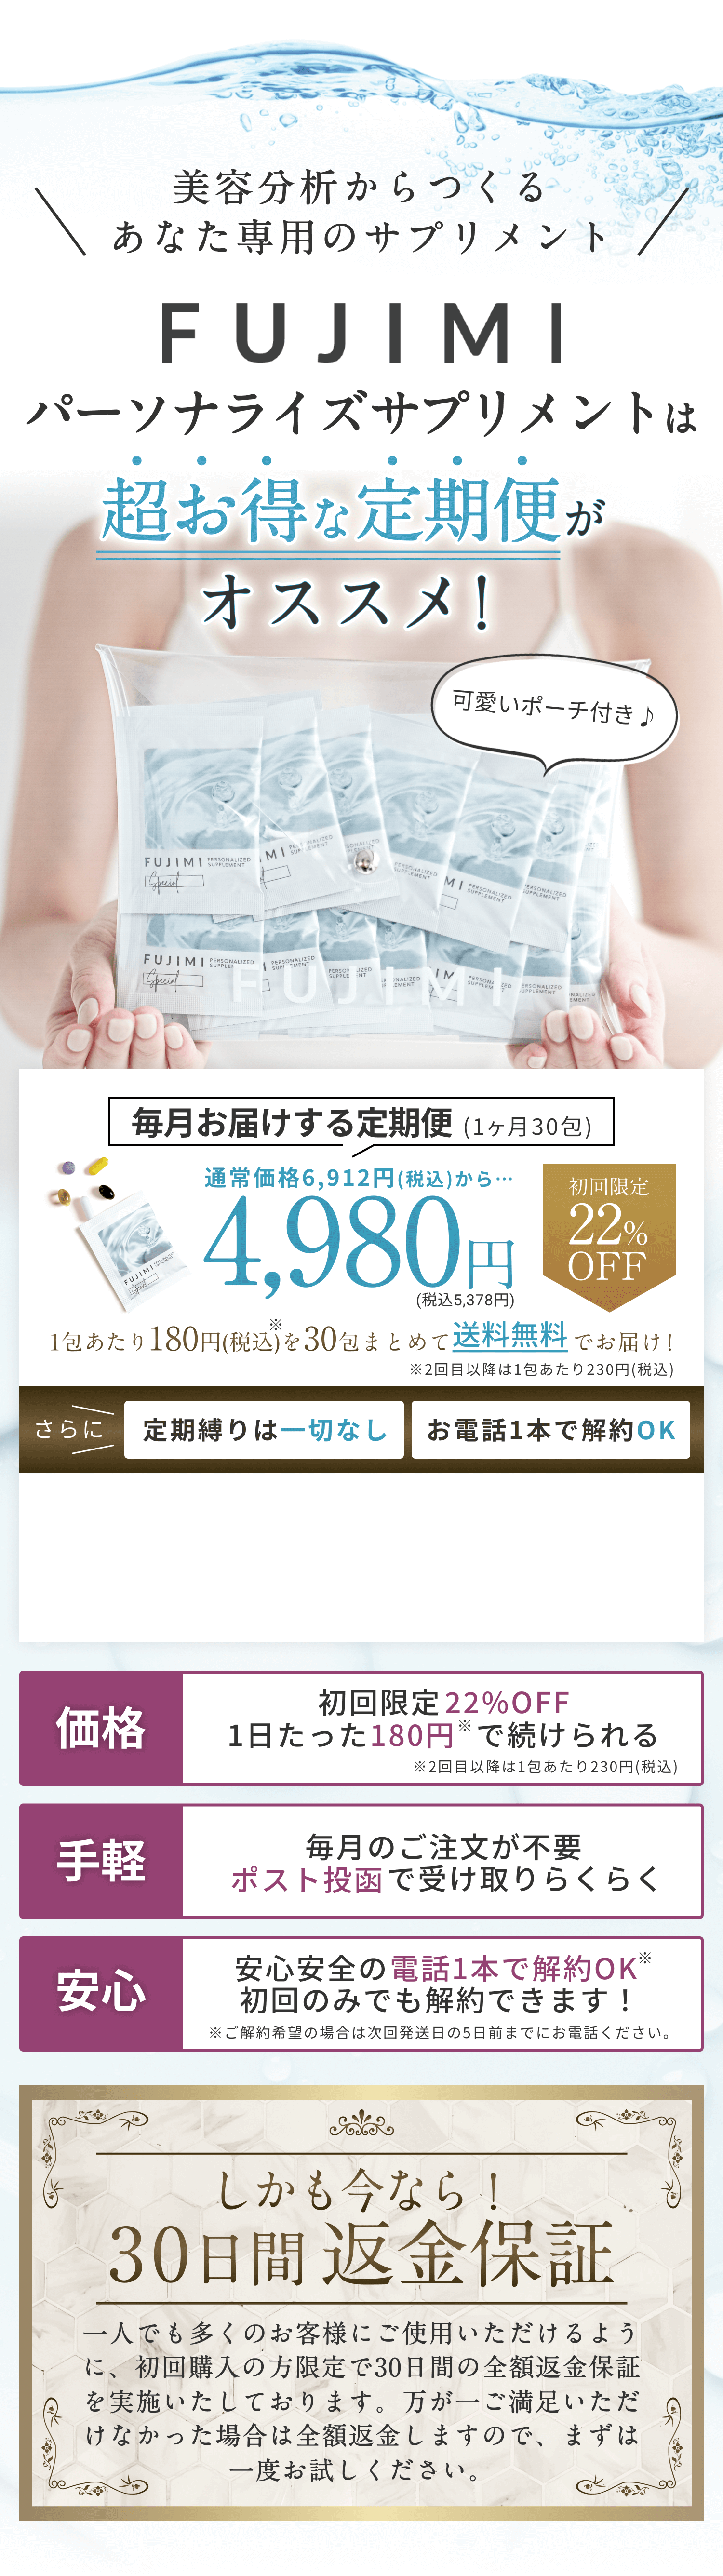 美容分析からつくる
あなた専用のサプリメント
FUJIMI
パーソナライズサプリメントは
超お得な定期便が
オススメ!
可愛いポーチ付き♪
FUJIMI PERSONALIZED SUPPLEMENT
Special
FUJIMI PERSONALIZED SUPPLEMENT
Special
FUJIMI
毎月お届けする定期便 (1ヶ月30包)
通常価格6,912円(税込)から…
4,980円
(税込5,378円)
初回限定
22%
OFF
1包あたり180円(税込)※を30包まとめて送料無料でお届け!
※2回目以降は1包あたり230円(税込)
さらに
定期縛りは一切なし
お電話1本で解約OK
価格
初回限定22%OFF
1日たった180円※で続けられる
※2回目以降は1包あたり230円(税込)
手軽
毎月のご注文が不要
ポスト投函で受け取りらくらく
安心
安心安全の電話1本で解約OK※
初回のみでも解約できます！
※ご解約希望の場合は次回発送日の5日前までにお電話ください。
しかも今なら！
30日間返金保証
一人でも多くのお客様にご使用いただけるよう
に、初回購入の方限定で30日間の全額返金保証
を実施いたしております。万が一ご満足いただ
けなかった場合は全額返金しますので、まずは
一度お試しください。